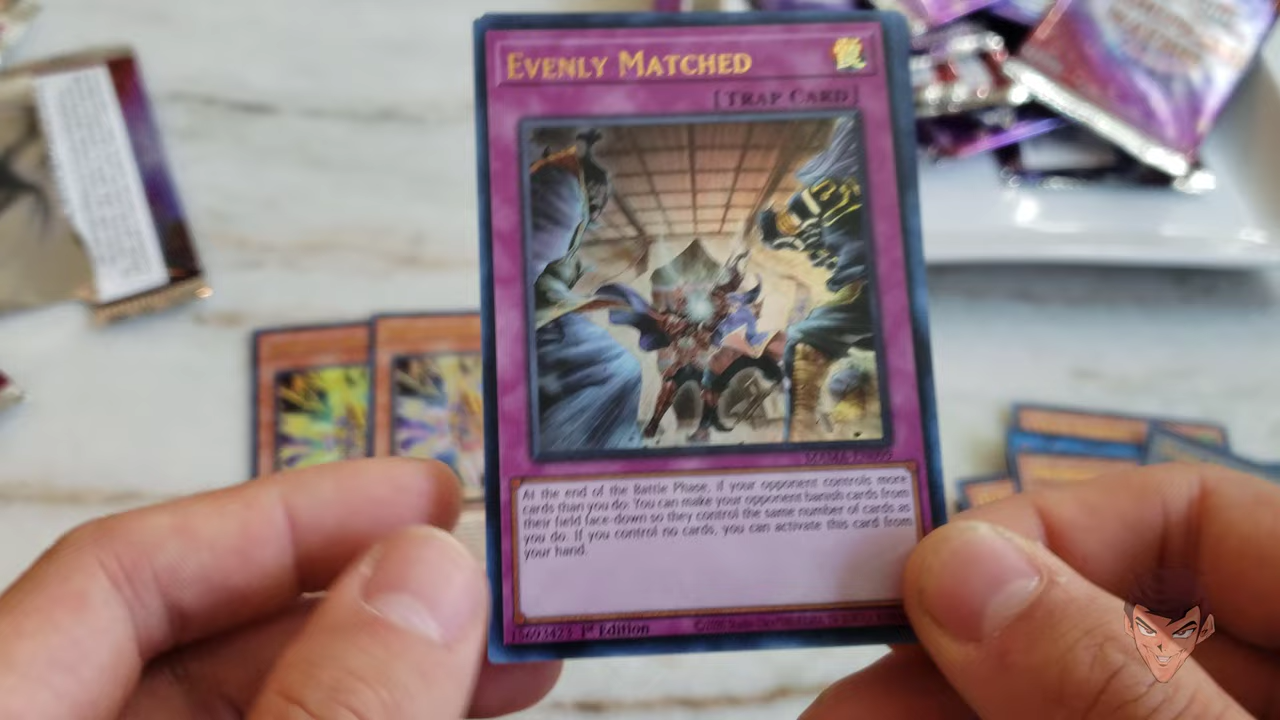 EVENLY MATCHED
[TRAP CARD]
At the end of the Battle Phase, if your opponent controls more
cards than you do: You can make your opponent banish cards from
their field face-down so they control the same number of cards as
you do. If you control no cards, you can activate this card from
your hand.
1st Edition